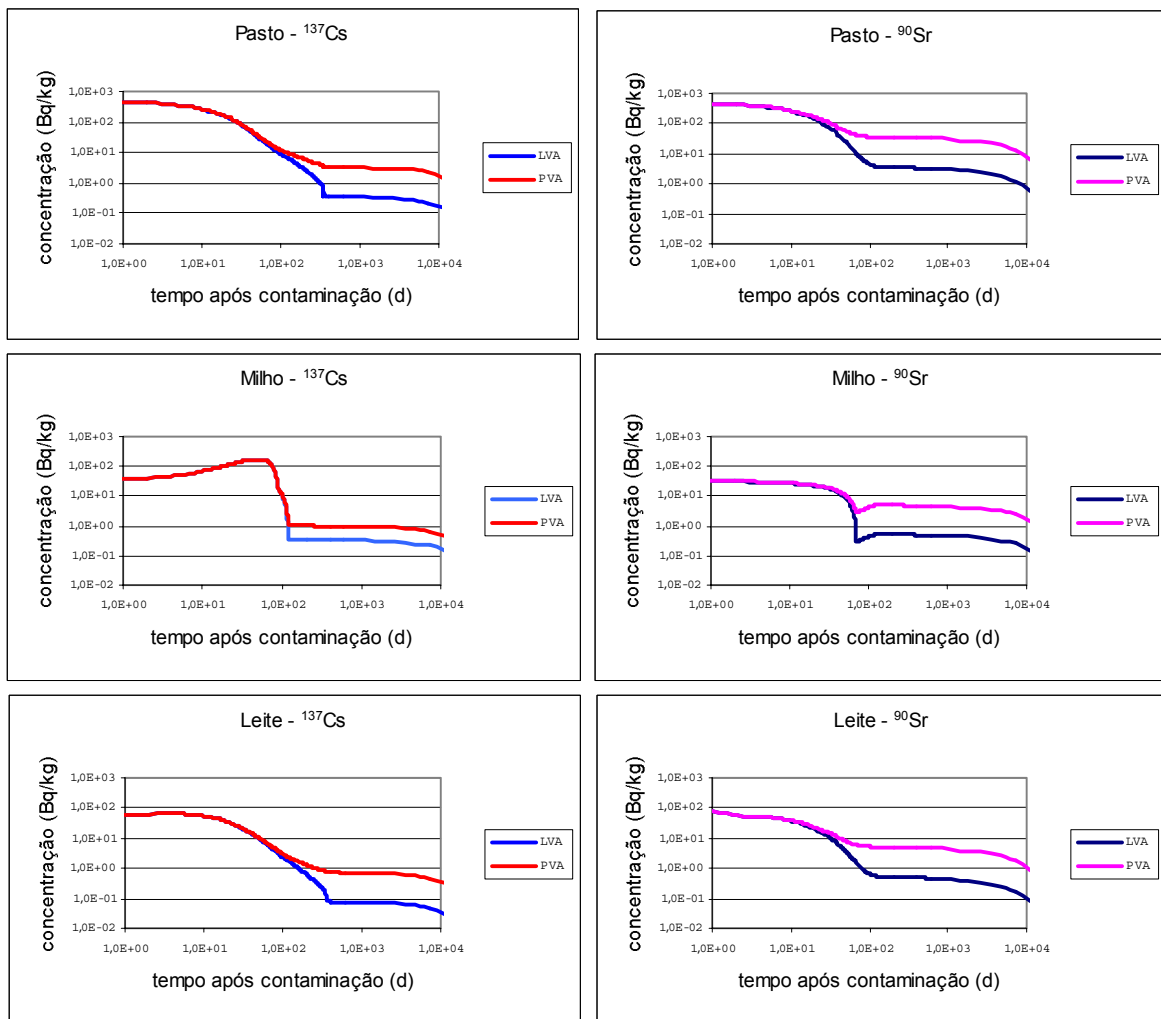 Pasto - ¹³⁷Cs
concentração (Bq/kg)
1,0E+03
1,0E+02
1,0E+01
1,0E+00
1,0E-01
1,0E-02
1,0E+00 1,0E+01 1,0E+02 1,0E+03 1,0E+04
tempo após contaminação (d)
LVA
PVA
Pasto - ⁹⁰Sr
concentração (Bq/kg)
1,0E+03
1,0E+02
1,0E+01
1,0E+00
1,0E-01
1,0E-02
1,0E+00 1,0E+01 1,0E+02 1,0E+03 1,0E+04
tempo após contaminação (d)
LVA
PVA
Milho - ¹³⁷Cs
concentração (Bq/kg)
1,0E+03
1,0E+02
1,0E+01
1,0E+00
1,0E-01
1,0E-02
1,0E+00 1,0E+01 1,0E+02 1,0E+03 1,0E+04
tempo após contaminação (d)
LVA
PVA
Milho - ⁹⁰Sr
concentração (Bq/kg)
1,0E+03
1,0E+02
1,0E+01
1,0E+00
1,0E-01
1,0E-02
1,0E+00 1,0E+01 1,0E+02 1,0E+03 1,0E+04
tempo após contaminação (d)
LVA
PVA
Leite - ¹³⁷Cs
concentração (Bq/kg)
1,0E+03
1,0E+02
1,0E+01
1,0E+00
1,0E-01
1,0E-02
1,0E+00 1,0E+01 1,0E+02 1,0E+03 1,0E+04
tempo após contaminação (d)
LVA
PVA
Leite - ⁹⁰Sr
concentração (Bq/kg)
1,0E+03
1,0E+02
1,0E+01
1,0E+00
1,0E-01
1,0E-02
1,0E+00 1,0E+01 1,0E+02 1,0E+03 1,0E+04
tempo após contaminação (d)
LVA
PVA